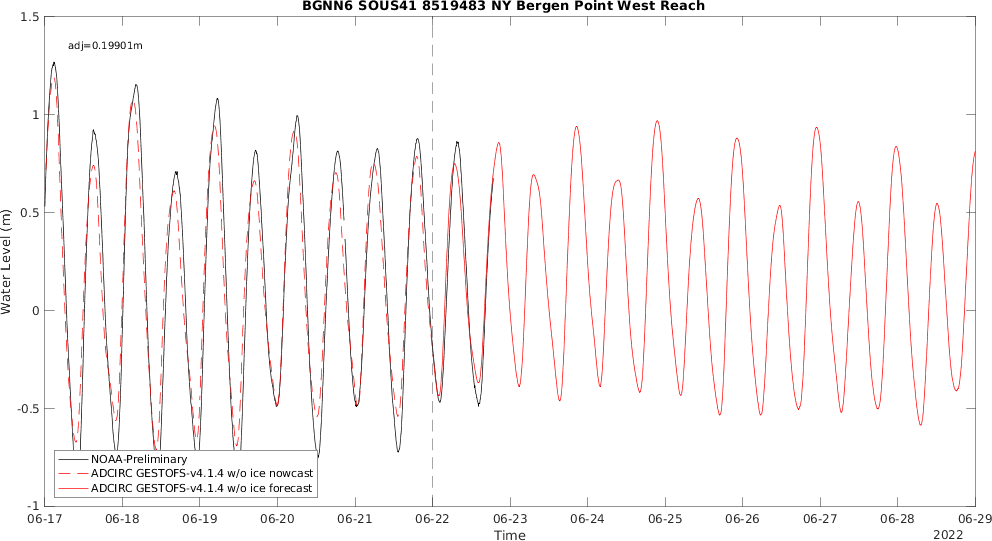 BGNN6 SOUS41 8519483 NY Bergen Point West Reach
1.5
adj=0.19901m
1
0.5
0
-0.5
-1
Water Level (m)
NOAA-Preliminary
ADCIRC GESTOFS-v4.1.4 w/o ice nowcast
ADCIRC GESTOFS-v4.1.4 w/o ice forecast
06-17 06-18 06-19 06-20 06-21 06-22 06-23 06-24 06-25 06-26 06-27 06-28 06-29
Time
2022